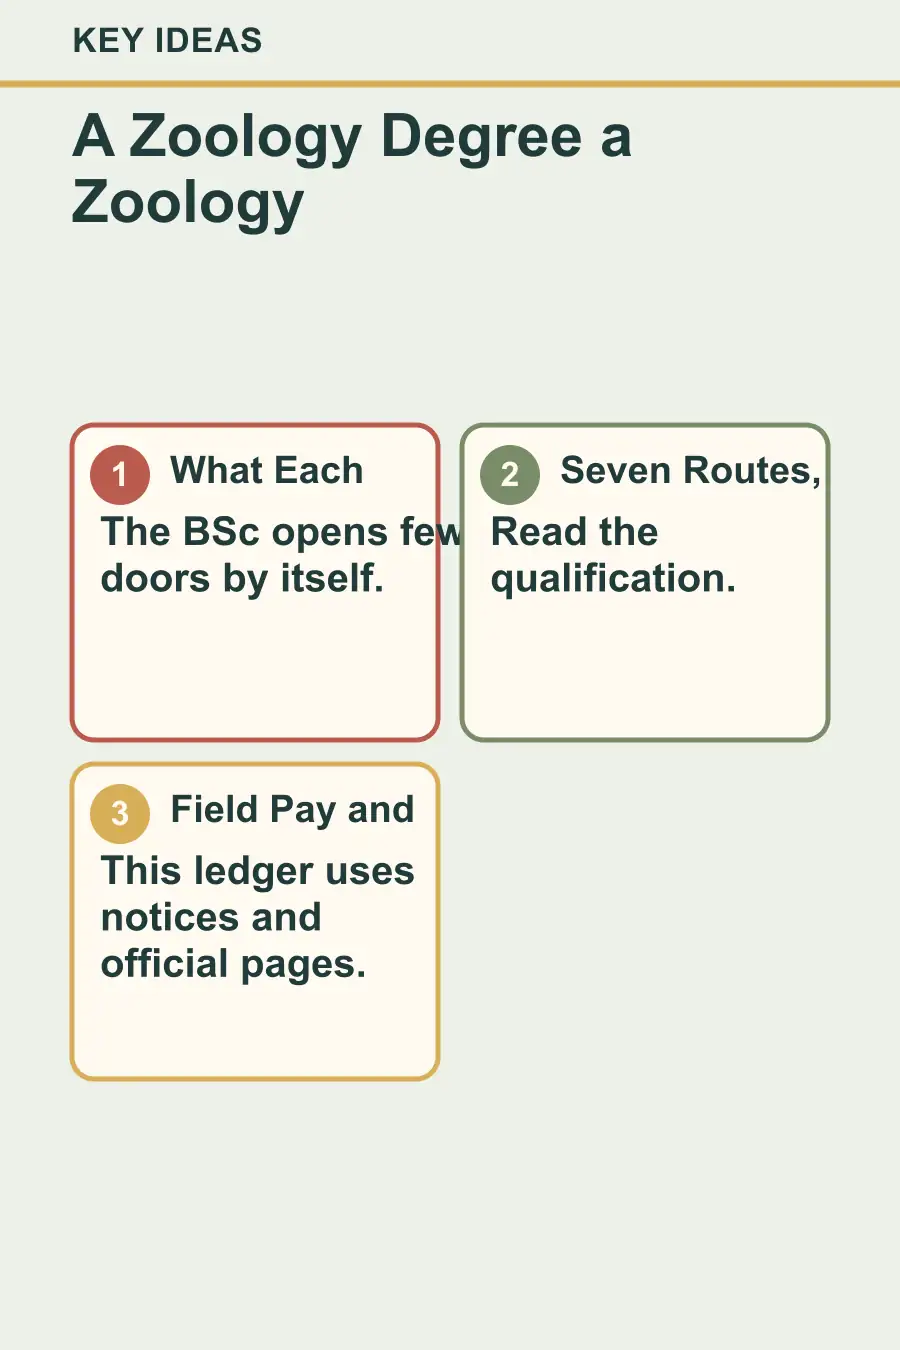 KEY IDEAS
A Zoology Degree a
Zoology
1 What Each
The BSc opens few
doors by itself.
2 Seven Routes,
Read the
qualification.
3 Field Pay and
This ledger uses
notices and
official pages.